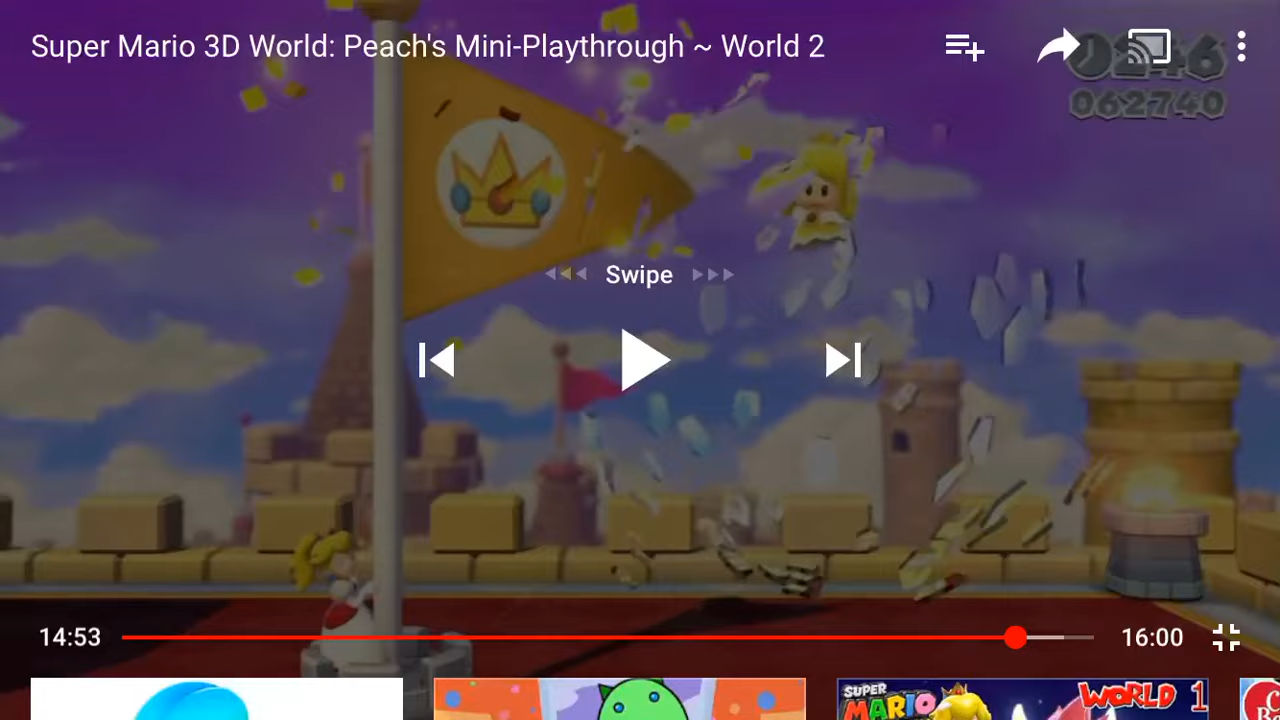 Super Mario 3D World: Peach's Mini-Playthrough ~ World 2
0246
062740
Swipe
14:53
16:00
SUPER
MARIO
WORLD 1